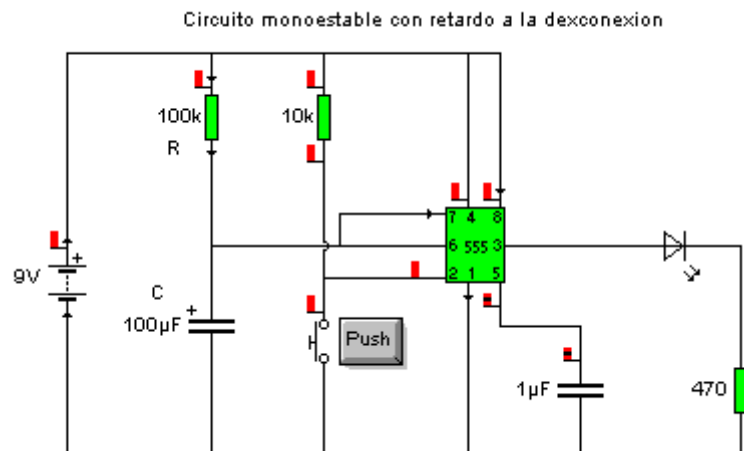 Circuito monoestable con retardo a la dexconexion
100k
10k
R
7 4 8
6 555 3
2 1 5
9V
+
C
+
100µF
Push
1µF
470